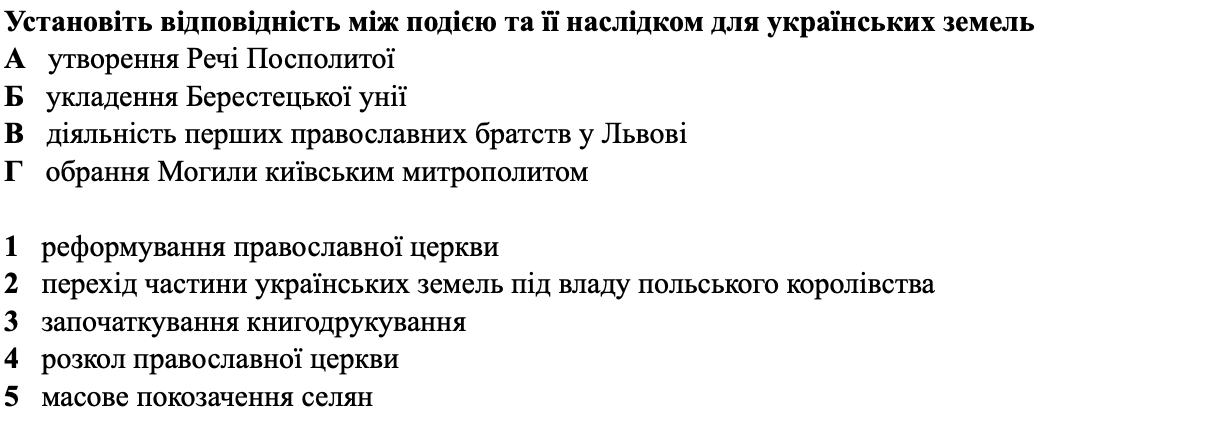 Установіть відповідність між подією та її наслідком для українських земель
А утворення Речі Посполитої
Б укладення Берестецької унії
В діяльність перших православних братств у Львові
Г обрання Могили київським митрополитом
1 реформування православної церкви
2 перехід частини українських земель під владу польського королівства
3 започаткування книгодрукування
4 розкол православної церкви
5 масове покозачення селян